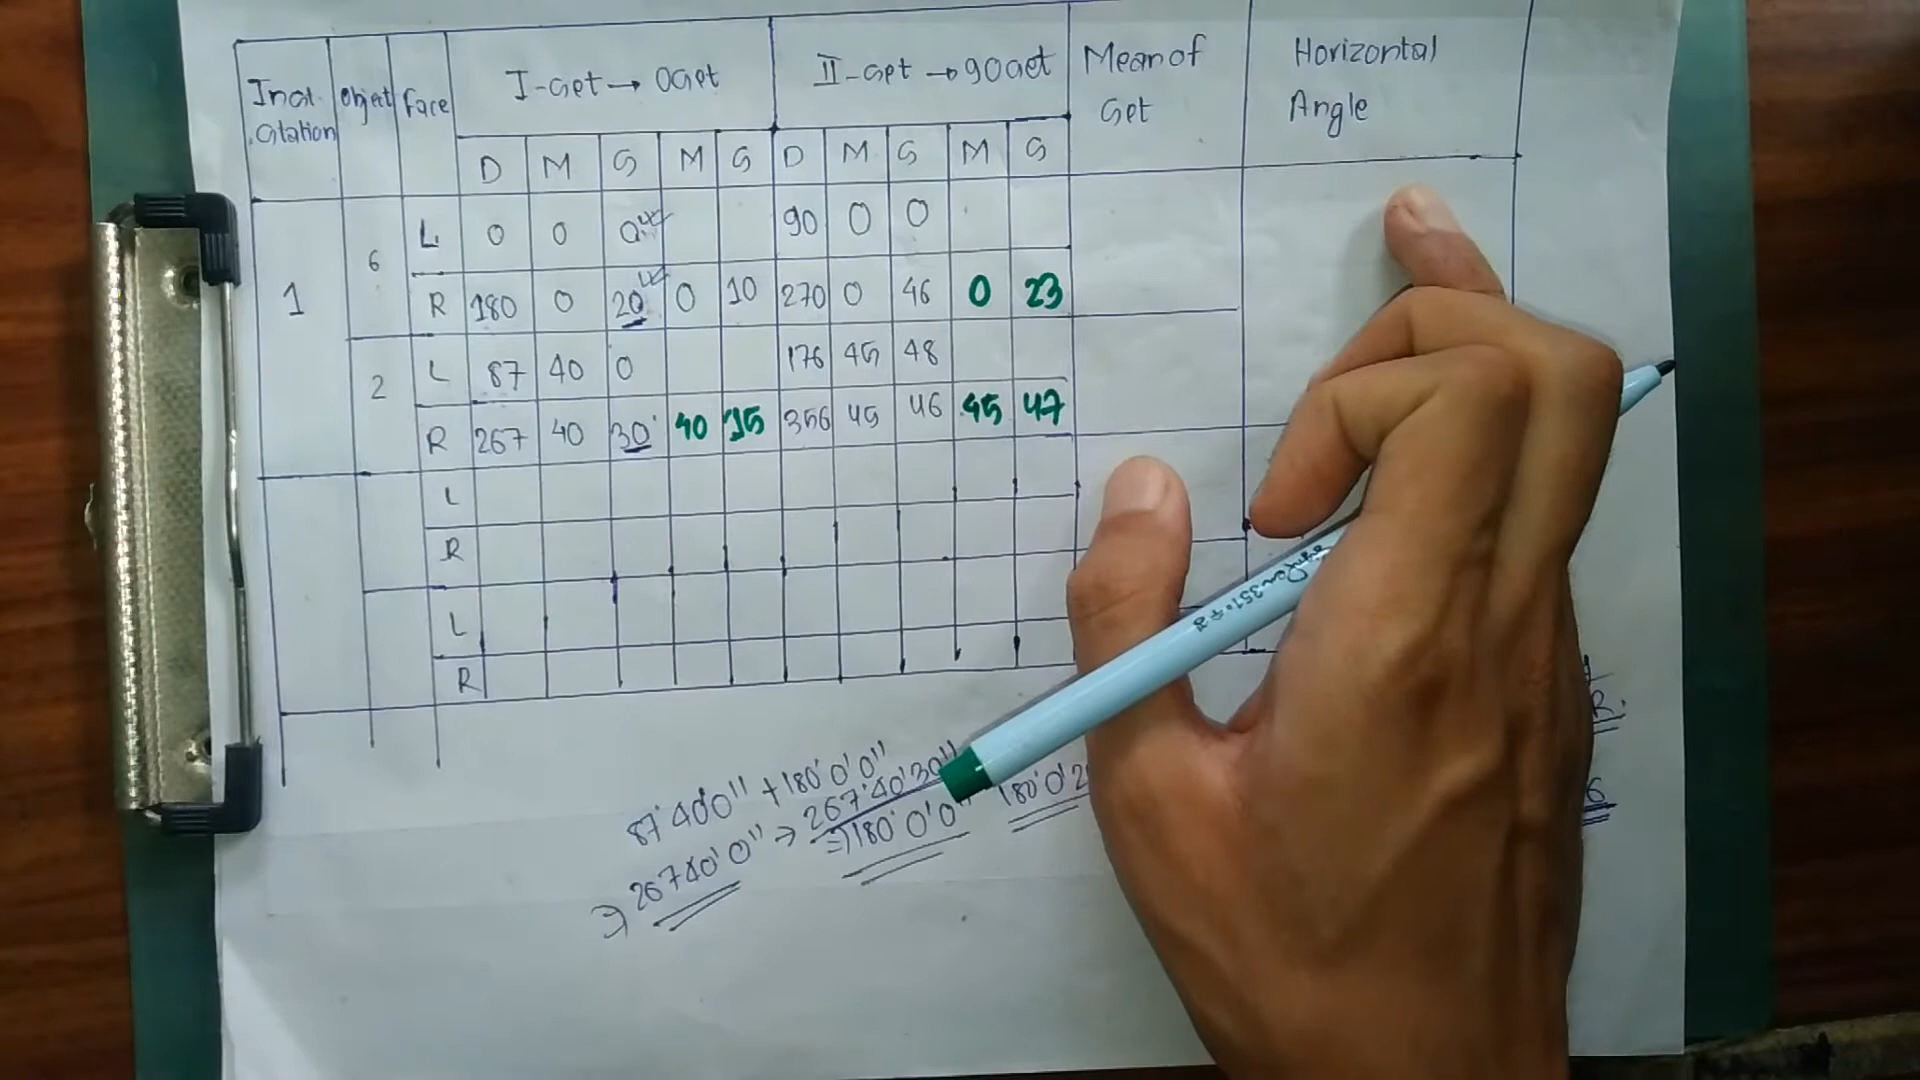 Inst. Station Object Face I-Set → 0Set II-Set → 90Set Mean of Set Horizontal Angle
D M S M S D M S M S
1 6 L 0 0 0 90 0 0
R 180 0 20 0 10 270 0 46 0 23
2 L 87 40 0 176 45 48
R 267 40 30 40 15 356 45 46 45 47
L
R
L
R
R.
6
87°40'0" + 180°0'0"
⇒ 267°40'0" → 267°40'30"
⇒ 180°0'0" 180°0'2